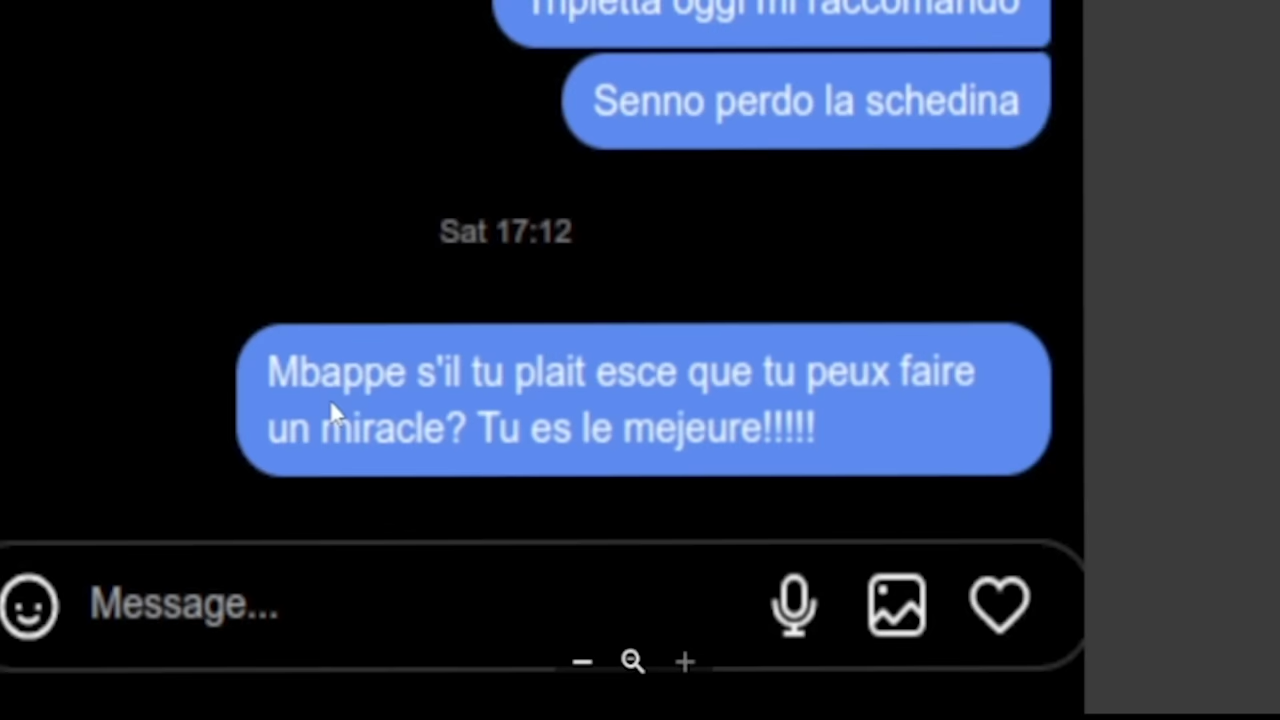 Tripletta oggi mi raccomando
Senno perdo la schedina
Sat 17:12
Mbappe s'il tu plait esce que tu peux faire
un miracle? Tu es le mejeure!!!!!
Message...